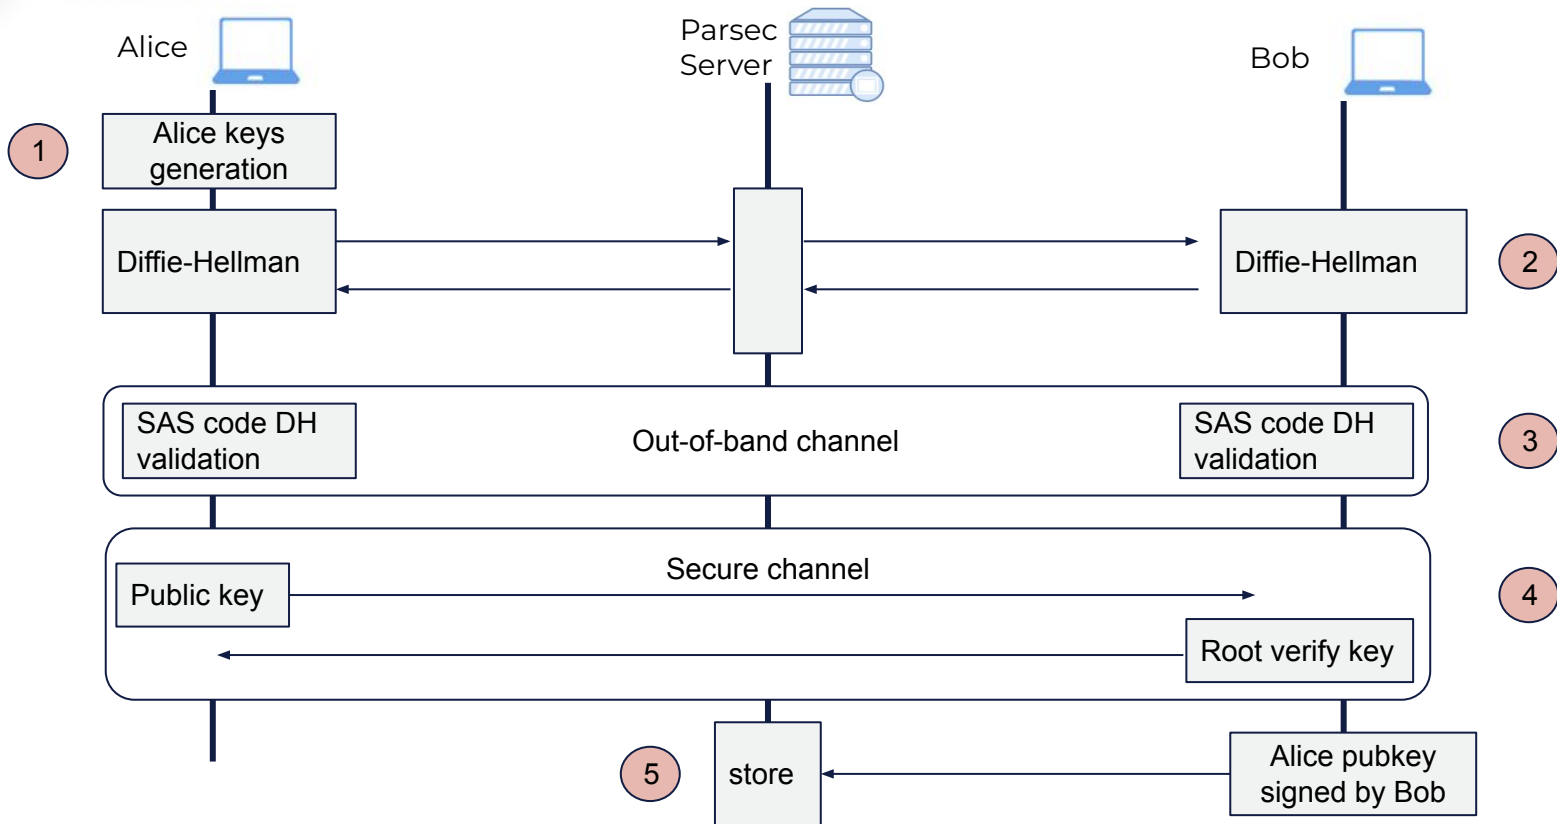 Alice
Parsec
Server
Bob
1
Alice keys
generation
Diffie-Hellman
Diffie-Hellman
2
SAS code DH
validation
Out-of-band channel
SAS code DH
validation
3
Secure channel
Public key
4
Root verify key
5
store
Alice pubkey
signed by Bob